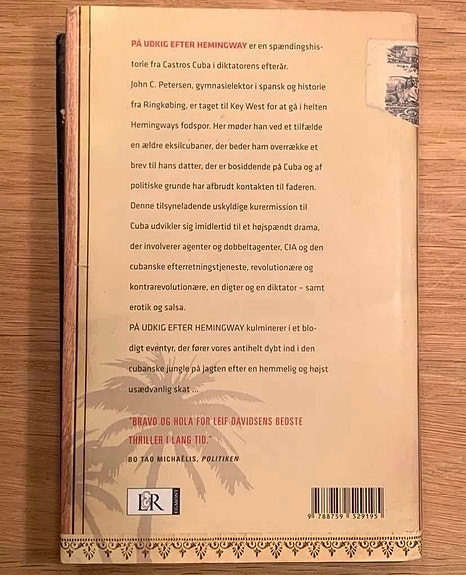 PÅ UDKIG EFTER HEMINGWAY er en spændingshis-
torie fra Castros Cuba i diktatorens efterår.
John C. Petersen, gymnasielektor i spansk og historie
fra Ringkøbing, er taget til Key West for at gå i helten
Hemingways fodspor. Her møder han ved et tilfælde
en ældre eksilcubaner, der beder ham overrække et
brev til hans datter, der er bosiddende på Cuba og af
politiske grunde har afbrudt kontakten til faderen.
Denne tilsyneladende uskyldige kurermission til
Cuba udvikler sig imidlertid til et højspændt drama,
der involverer agenter og dobbeltagenter, CIA og den
cubanske efterretningstjeneste, revolutionære og
kontrarevolutionære, en digter og en diktator – samt
erotik og salsa.
PÅ UDKIG EFTER HEMINGWAY kulminerer i et blo-
digt eventyr, der fører vores antihelt dybt ind i den
cubanske jungle på jagten efter en hemmelig og højst
usædvanlig skat ...
"BRAVO OG HOLA FOR LEIF DAVIDSENS BEDSTE
THRILLER I LANG TID."
BO TAO MICHAËLIS, POLITIKEN
L&R
EGMONT
9 788759 529195